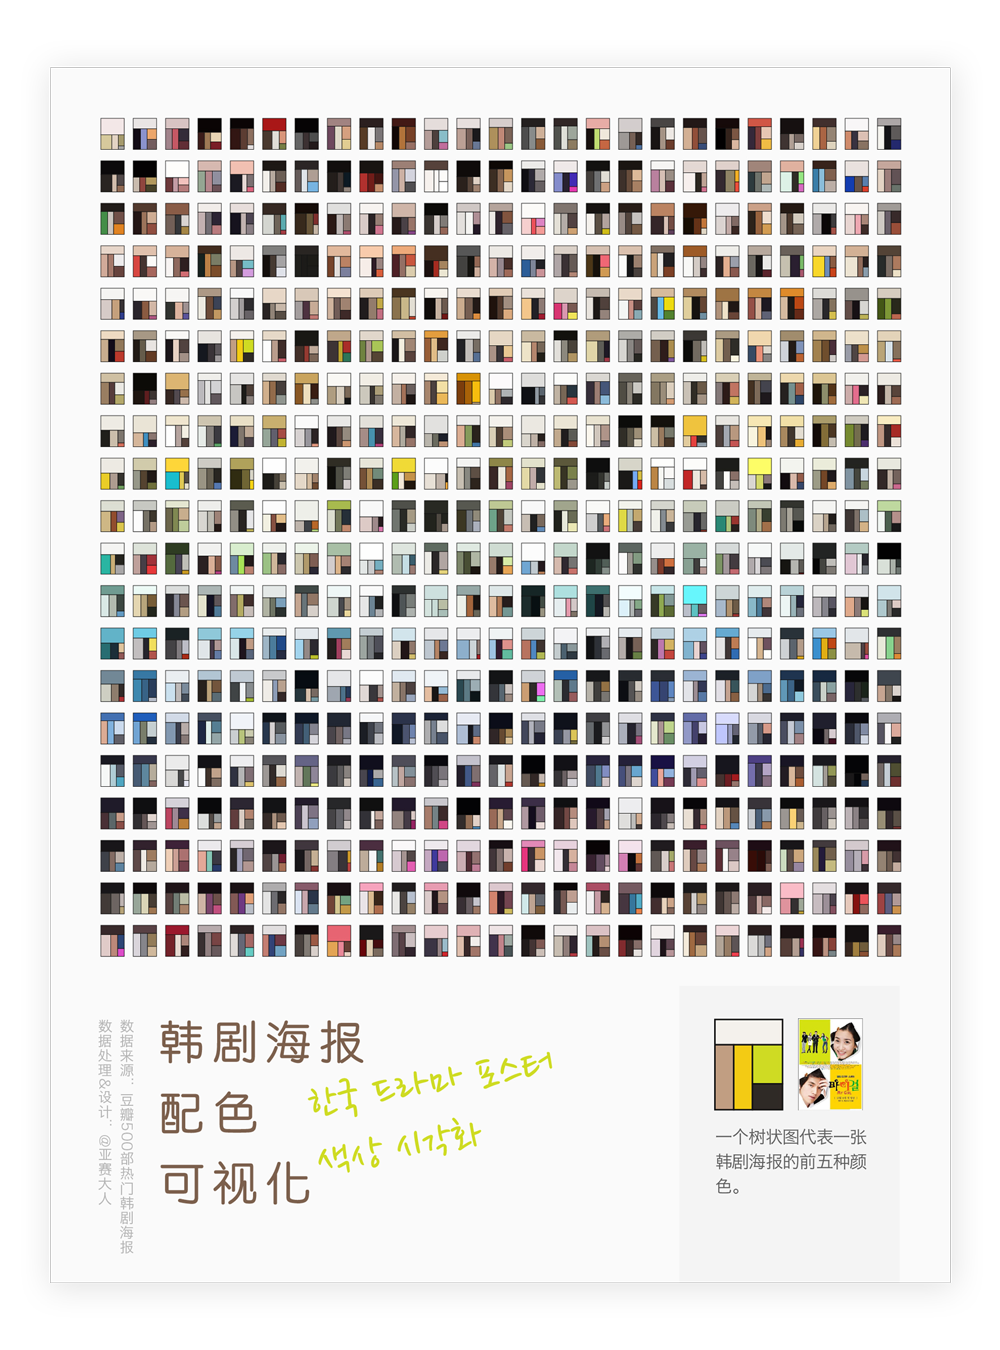 韩剧海报
配色
可视化
한국 드라마 포스터
색상 시각화
数据来源：豆瓣500部热门韩剧海报
数据处理&设计：@亚赛大人
一个树状图代表一张
韩剧海报的前五种颜
色。